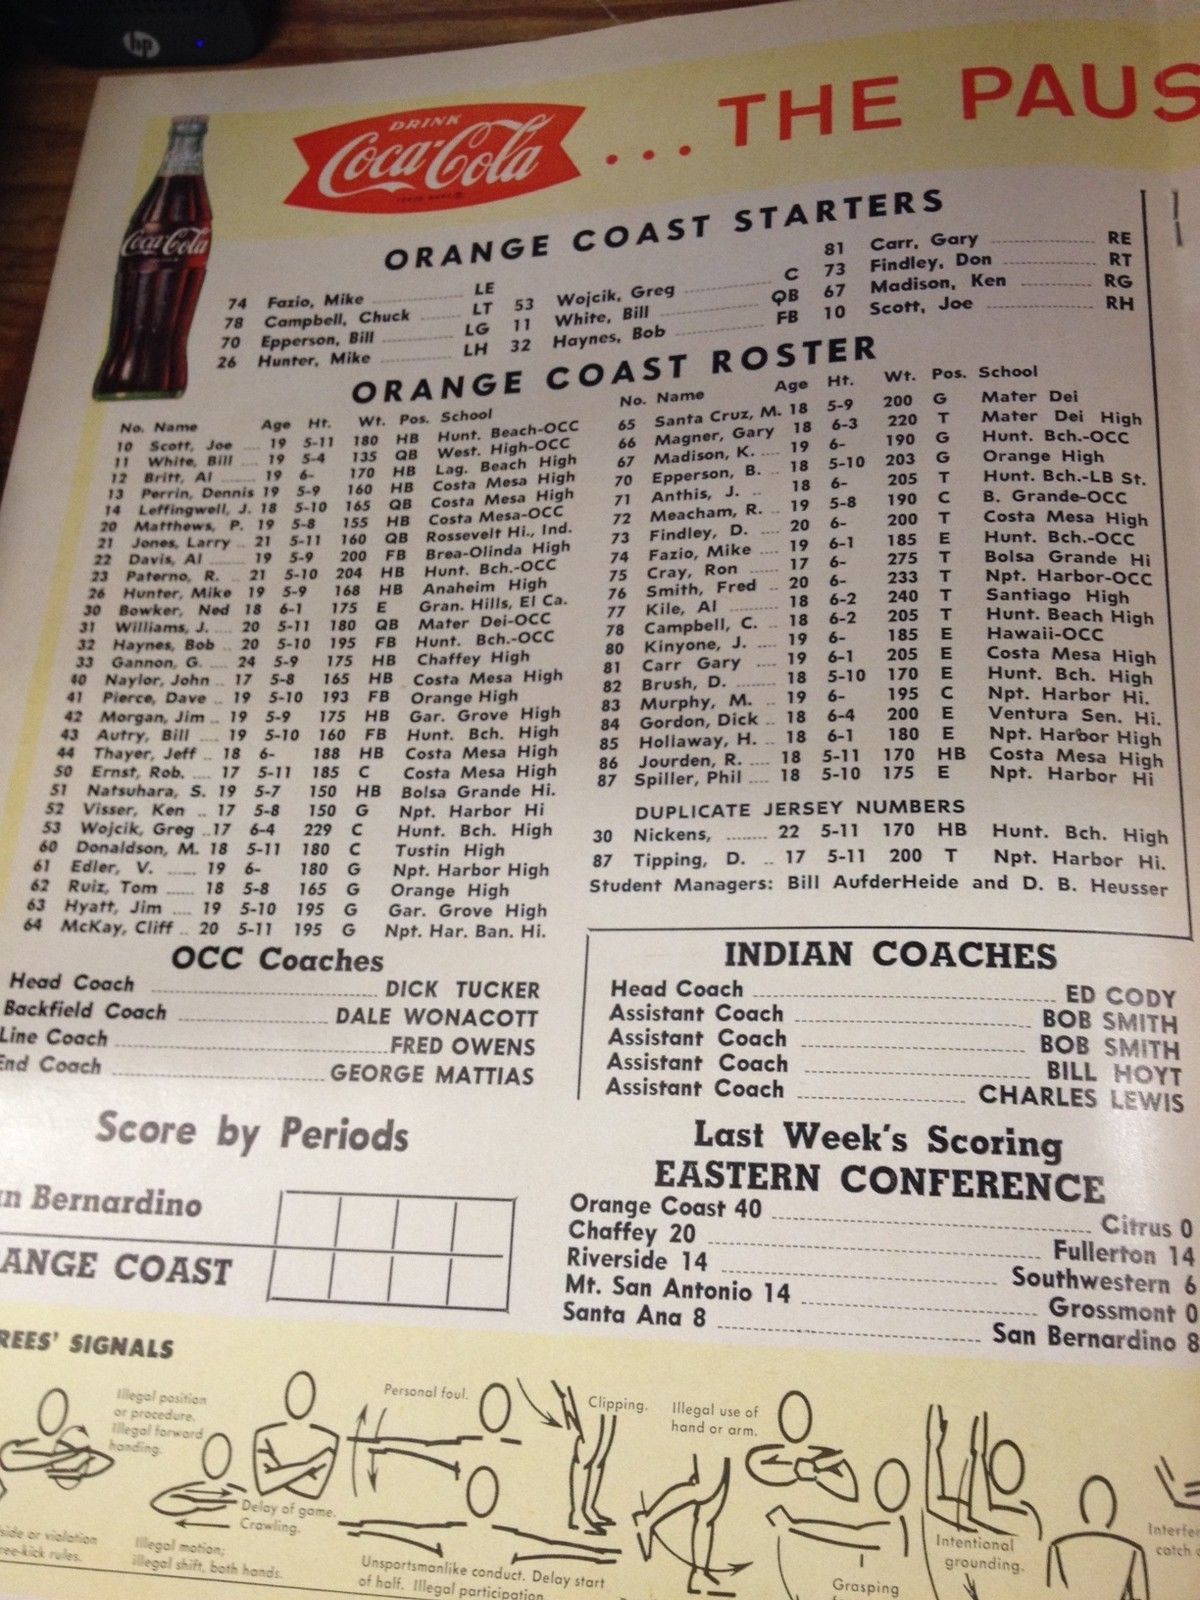 hp
DRINK
Coca-Cola
TRADE MARK ®
... THE PAUS
Coca-Cola
ORANGE COAST STARTERS
74 Fazio, Mike LE
78 Campbell, Chuck LT
70 Epperson, Bill LG
26 Hunter, Mike LH
53 Wojcik, Greg C
11 White, Bill QB
32 Haynes, Bob FB
81 Carr, Gary RE
73 Findley, Don RT
67 Madison, Ken RG
10 Scott, Joe RH
ORANGE COAST ROSTER
No. Name Age Ht. Wt. Pos. School
10 Scott, Joe 19 5-11 180 HB Hunt. Beach-OCC
11 White, Bill 19 5-4 135 QB West. High-OCC
12 Britt, Al 19 6- 170 HB Lag. Beach High
13 Perrin, Dennis 19 5-9 160 HB Costa Mesa High
14 Leffingwell, J. 18 5-10 165 QB Costa Mesa High
20 Matthews, P. 19 5-8 155 HB Costa Mesa-OCC
21 Jones, Larry 21 5-11 160 QB Rossevelt Hi., Ind.
22 Davis, Al 19 5-9 200 FB Brea-Olinda High
23 Paterno, R. 21 5-10 204 HB Hunt. Bch.-OCC
26 Hunter, Mike 19 5-9 168 HB Anaheim High
30 Bowker, Ned 18 6-1 175 E Gran. Hills, El Ca.
31 Williams, J. 20 5-11 180 QB Mater Dei-OCC
32 Haynes, Bob 20 5-10 195 FB Hunt. Bch.-OCC
33 Gannon, G. 24 5-9 175 HB Chaffey High
40 Naylor, John 17 5-8 165 HB Costa Mesa High
41 Pierce, Dave 19 5-10 193 FB Orange High
42 Morgan, Jim 19 5-9 175 HB Gar. Grove High
43 Autry, Bill 19 5-10 160 FB Hunt. Bch. High
44 Thayer, Jeff 18 6- 188 HB Costa Mesa High
50 Ernst, Rob. 17 5-11 185 C Costa Mesa High
51 Natsuhara, S. 19 5-7 150 HB Bolsa Grande Hi.
52 Visser, Ken 17 5-8 150 G Npt. Harbor Hi
53 Wojcik, Greg 17 6-4 229 C Hunt. Bch. High
60 Donaldson, M. 18 5-11 180 C Tustin High
61 Edler, V. 19 6- 180 G Npt. Harbor High
62 Ruiz, Tom 18 5-8 165 G Orange High
63 Hyatt, Jim 19 5-10 195 G Gar. Grove High
64 McKay, Cliff 20 5-11 195 G Npt. Har. Ban. Hi.
No. Name Age Ht. Wt. Pos. School
65 Santa Cruz, M. 18 5-9 200 G Mater Dei
66 Magner, Gary 18 6-3 220 T Mater Dei High
67 Madison, K. 19 6- 190 G Hunt. Bch.-OCC
70 Epperson, B. 18 5-10 203 G Orange High
71 Anthis, J. 18 6- 205 T Hunt. Bch.-LB St.
72 Meacham, R. 19 5-8 190 C B. Grande-OCC
73 Findley, D. 20 6- 200 T Costa Mesa High
74 Fazio, Mike 19 6-1 185 E Hunt. Bch.-OCC
75 Cray, Ron 17 6- 275 T Bolsa Grande Hi
76 Smith, Fred 20 6- 233 T Npt. Harbor-OCC
77 Kile, Al 18 6-2 240 T Santiago High
78 Campbell, C. 18 6-2 205 T Hunt. Beach High
80 Kinyone, J. 19 6- 185 E Hawaii-OCC
81 Carr Gary 19 6-1 205 E Costa Mesa High
82 Brush, D. 18 5-10 170 E Hunt. Bch. High
83 Murphy, M. 19 6- 195 C Npt. Harbor Hi.
84 Gordon, Dick 18 6-4 200 E Ventura Sen. Hi.
85 Hollaway, H. 18 6-1 180 E Npt. Harbor High
86 Jourden, R. 18 5-11 170 HB Costa Mesa High
87 Spiller, Phil 18 5-10 175 E Npt. Harbor Hi
DUPLICATE JERSEY NUMBERS
30 Nickens, 22 5-11 170 HB Hunt. Bch. High
87 Tipping, D. 17 5-11 200 T Npt. Harbor Hi.
Student Managers: Bill AufderHeide and D. B. Heusser
OCC Coaches
Head Coach DICK TUCKER
Backfield Coach DALE WONACOTT
Line Coach FRED OWENS
End Coach GEORGE MATTIAS
INDIAN COACHES
Head Coach ED CODY
Assistant Coach BOB SMITH
Assistant Coach BOB SMITH
Assistant Coach BILL HOYT
Assistant Coach CHARLES LEWIS
Score by Periods
n Bernardino
ANGE COAST
Last Week's Scoring
EASTERN CONFERENCE
Orange Coast 40 Citrus 0
Chaffey 20 Fullerton 14
Riverside 14 Southwestern 6
Mt. San Antonio 14 Grossmont 0
Santa Ana 8 San Bernardino 8
REES' SIGNALS
Illegal position
or procedure.
Illegal forward
handing.
Personal foul.
Clipping.
Illegal use of
hand or arm.
Delay of game.
Crawling.
side or violation
ree-kick rules.
Illegal motion;
illegal shift, both hands.
Unsportsmanlike conduct. Delay start
of half. Illegal participation
Grasping
Intentional
grounding.
Interfer
catch